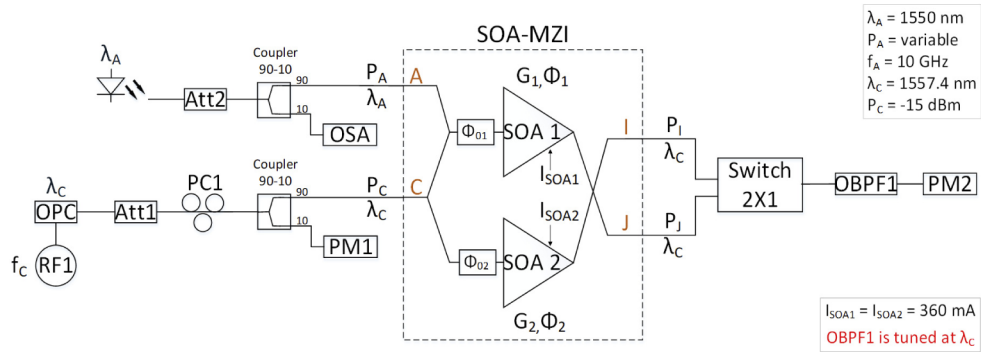 SOA-MZI
λA = 1550 nm
PA = variable
fA = 10 GHz
λC = 1557.4 nm
PC = -15 dBm
λA
Att2
Coupler
90-10
90
10
OSA
PA
λA
A
G1,Φ1
Φ01
SOA 1
ISOA1
I
PI
λC
Switch
2X1
OBPF1
PM2
λC
OPC
Att1
PC1
Coupler
90-10
90
10
PM1
PC
λC
C
ISOA2
Φ02
SOA 2
G2,Φ2
J
PJ
λC
fC
RF1
ISOA1 = ISOA2 = 360 mA
OBPF1 is tuned at λC